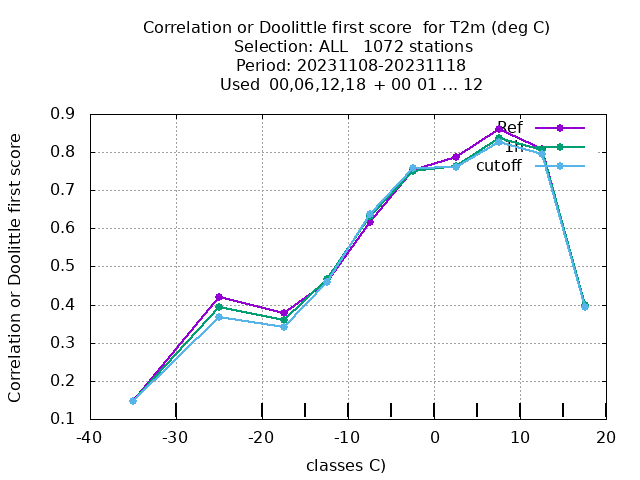 Correlation or Doolittle first score  for T2m (deg C)
Selection: ALL   1072 stations
Period: 20231108-20231118
Used  00,06,12,18  + 00 01 ... 12
Correlation or Doolittle first score
0.9
0.8
0.7
0.6
0.5
0.4
0.3
0.2
0.1
-40
-30
-20
-10
0
10
20
classes C)
Ref
1h
cutoff